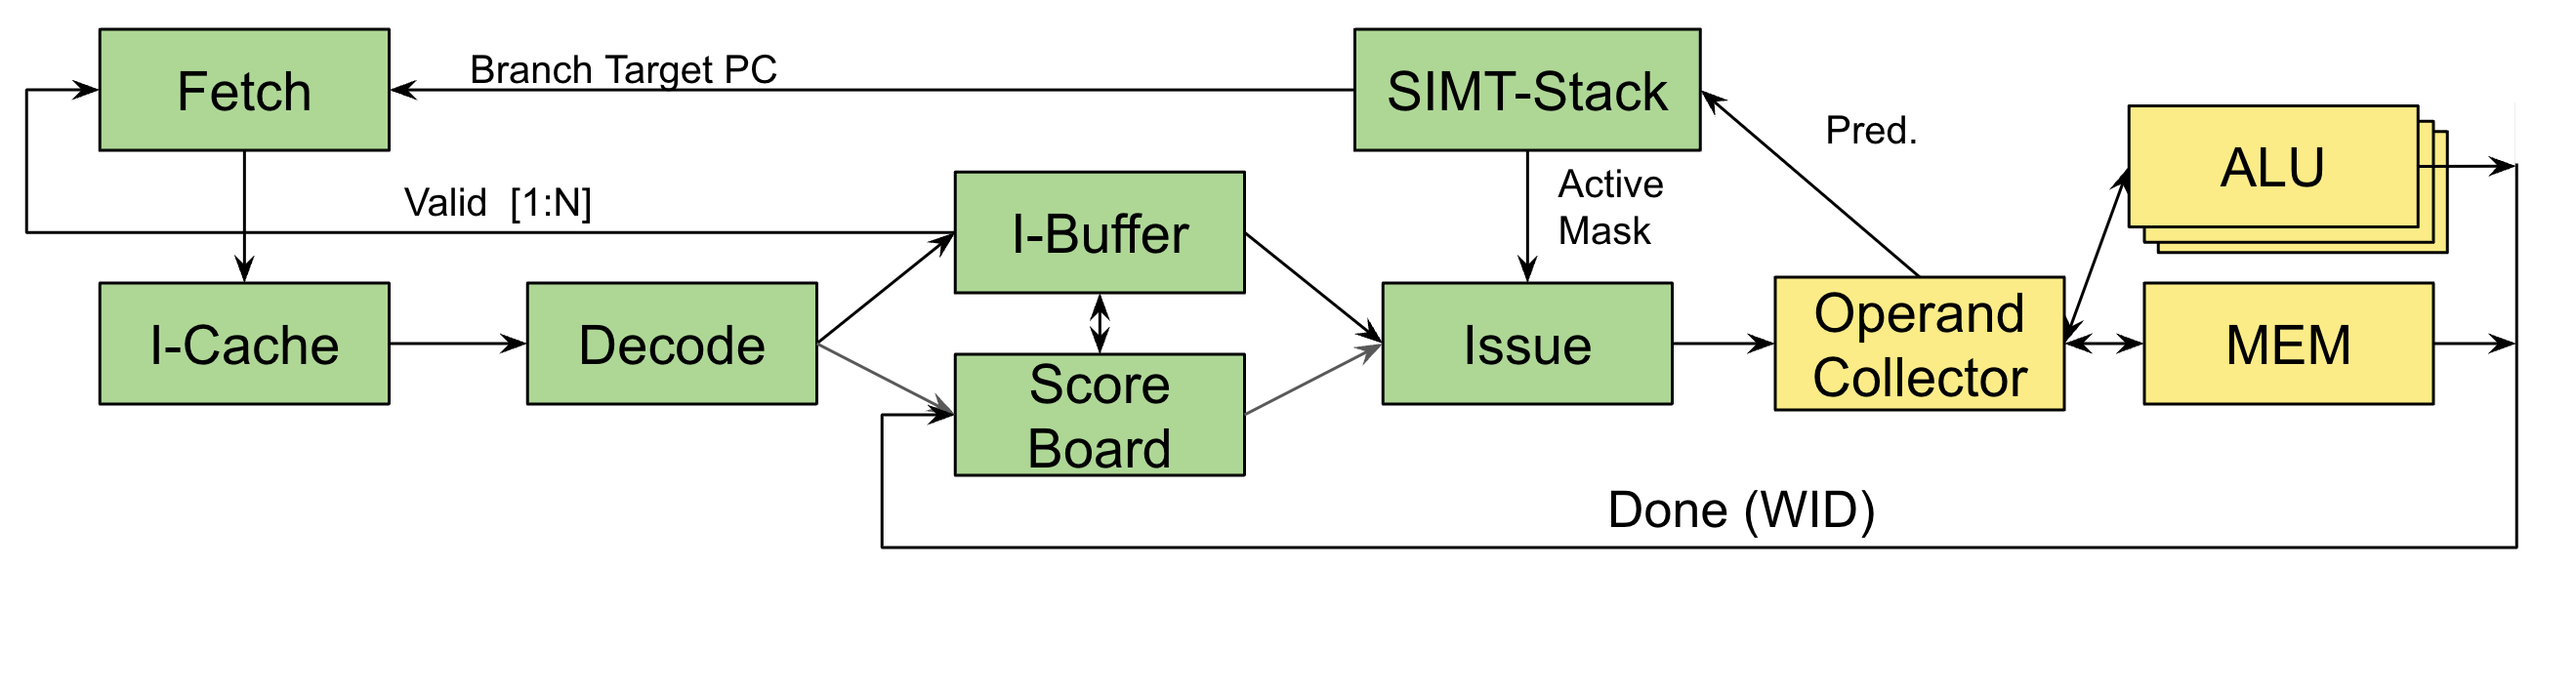 Fetch
Branch Target PC
SIMT-Stack
Pred.
ALU
Valid [1:N]
I-Buffer
Active
Mask
I-Cache
Decode
Score
Board
Issue
Operand
Collector
MEM
Done (WID)